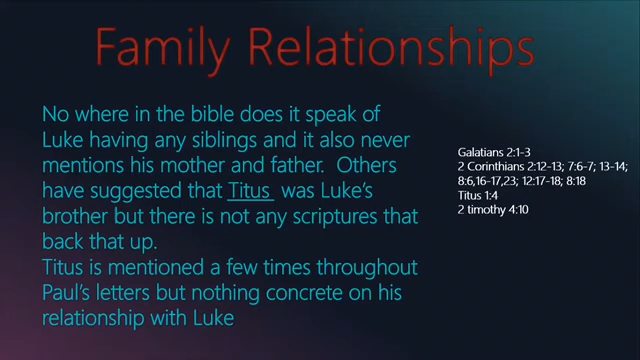 Family Relationships
No where in the bible does it speak of
Luke having any siblings and it also never
mentions his mother and father.  Others
have suggested that Titus  was Luke's
brother but there is not any scriptures that
back that up.
Titus is mentioned a few times throughout
Paul's letters but nothing concrete on his
relationship with Luke
Galatians 2:1-3
2 Corinthians 2:12-13; 7:6-7; 13-14;
8:6,16-17,23; 12:17-18; 8:18
Titus 1:4
2 timothy 4:10